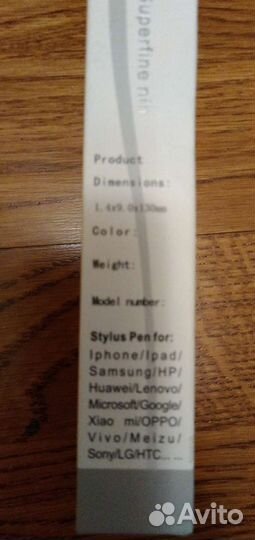 Superfine nib
Product
Dimensions:
1.4x9.0x130mm
Color:
Weight:
Model number:
Stylus Pen for:
Iphone/Ipad/
Samsung/HP/
Huawei/Lenovo/
Microsoft/Google/
Xiao mi/OPPO/
Vivo/Meizu/
Sony/LG/HTC... ...
Avito